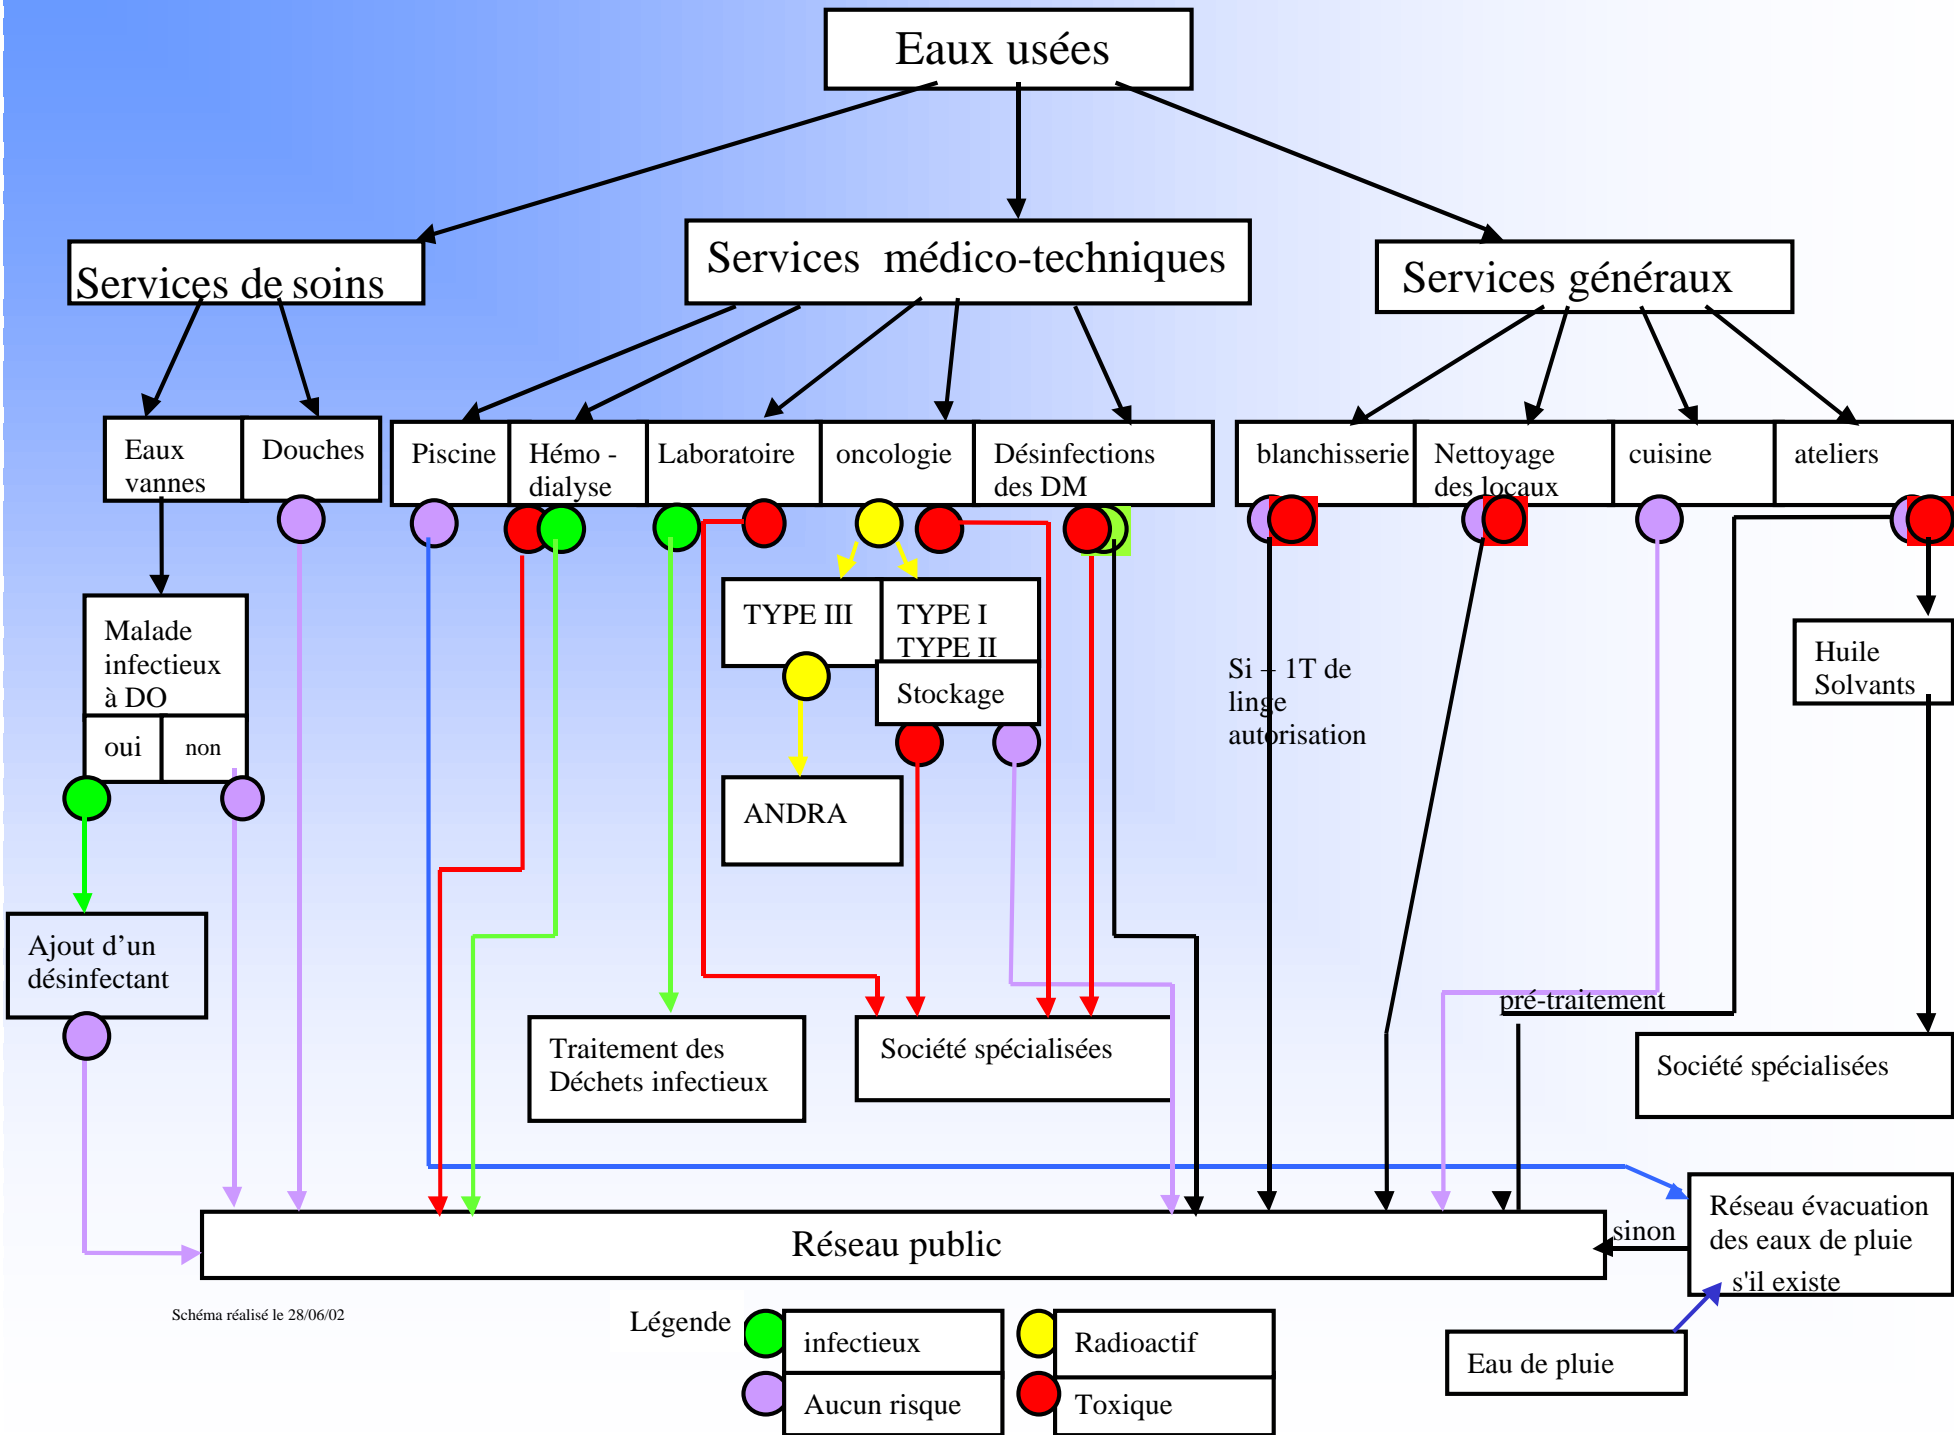 Eaux usées
Services de soins
Services médico-techniques
Services généraux
Eaux
vannes
Douches
Piscine
Hémo -
dialyse
Laboratoire
oncologie
Désinfections
des DM
blanchisserie
Nettoyage
des locaux
cuisine
ateliers
Malade
infectieux
à DO
oui
non
TYPE III
TYPE I
TYPE II
Stockage
ANDRA
Si – 1T de
linge
autorisation
Huile
Solvants
Ajout d’un
désinfectant
Traitement des
Déchets infectieux
Société spécialisées
pré-traitement
Société spécialisées
Réseau public
sinon
Réseau évacuation
des eaux de pluie
s'il existe
Eau de pluie
Schéma réalisé le 28/06/02
Légende
infectieux
Radioactif
Aucun risque
Toxique